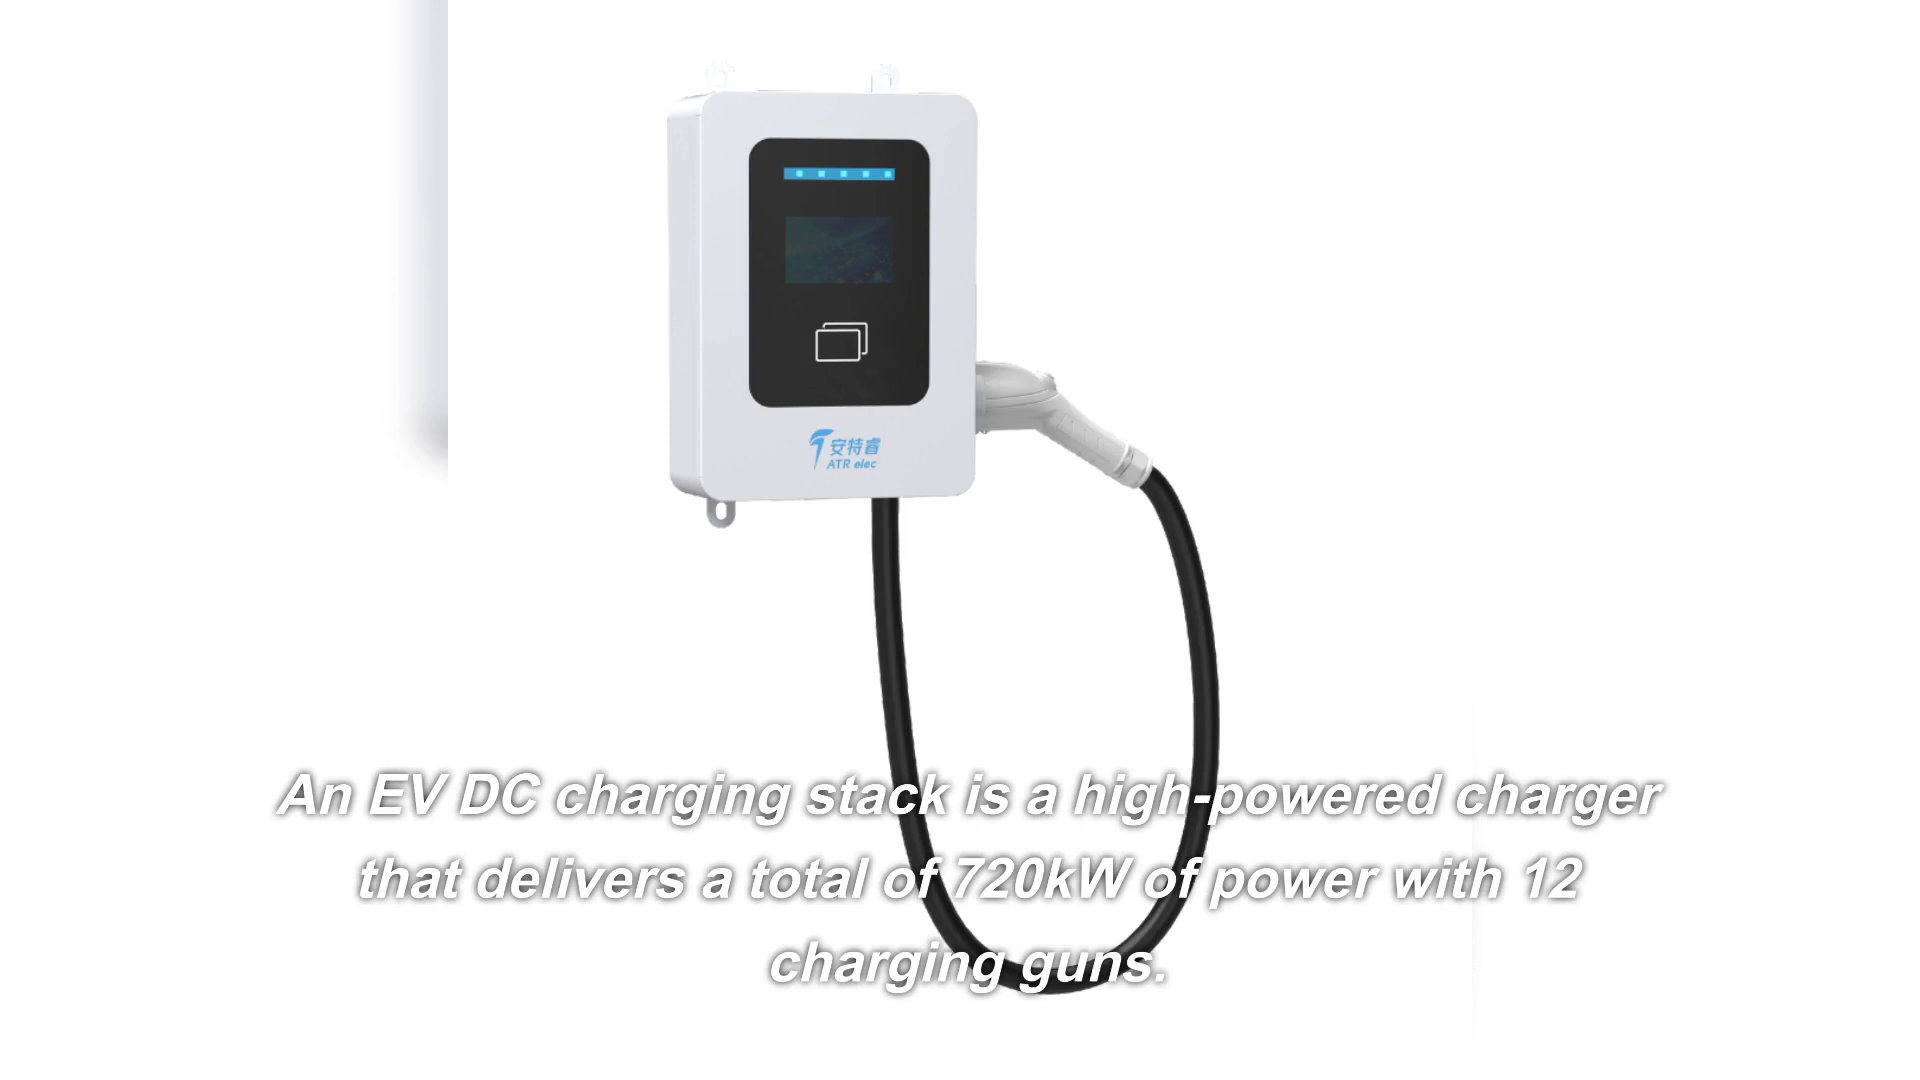 安特睿
ATR elec
An EV DC charging stack is a high-powered charger
that delivers a total of 720kW of power with 12
charging guns.